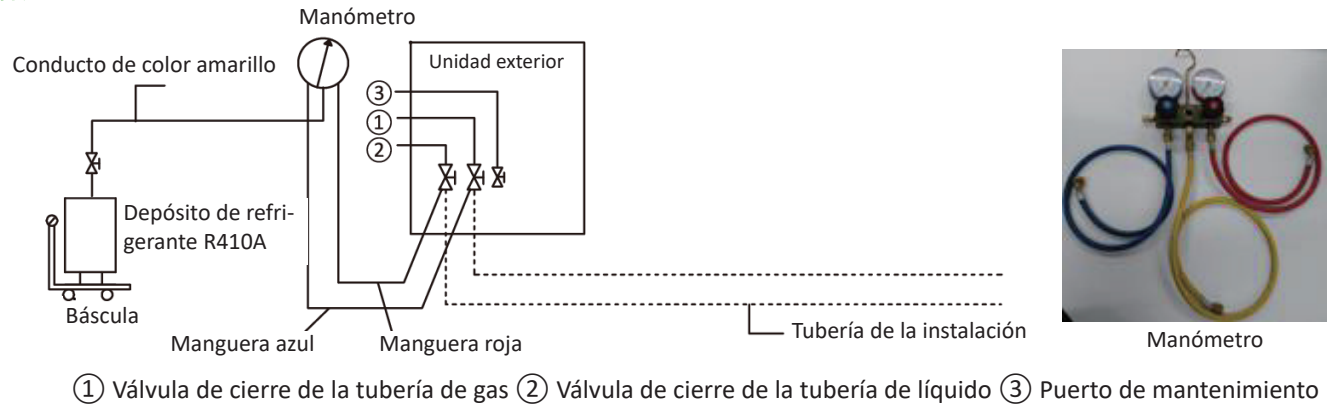 Manómetro
Conducto de color amarillo
Unidad exterior
③
①
②
Depósito de refri-
gerante R410A
Báscula
Manguera azul
Manguera roja
Tubería de la instalación
Manómetro
① Válvula de cierre de la tubería de gas ② Válvula de cierre de la tubería de líquido ③ Puerto de mantenimiento